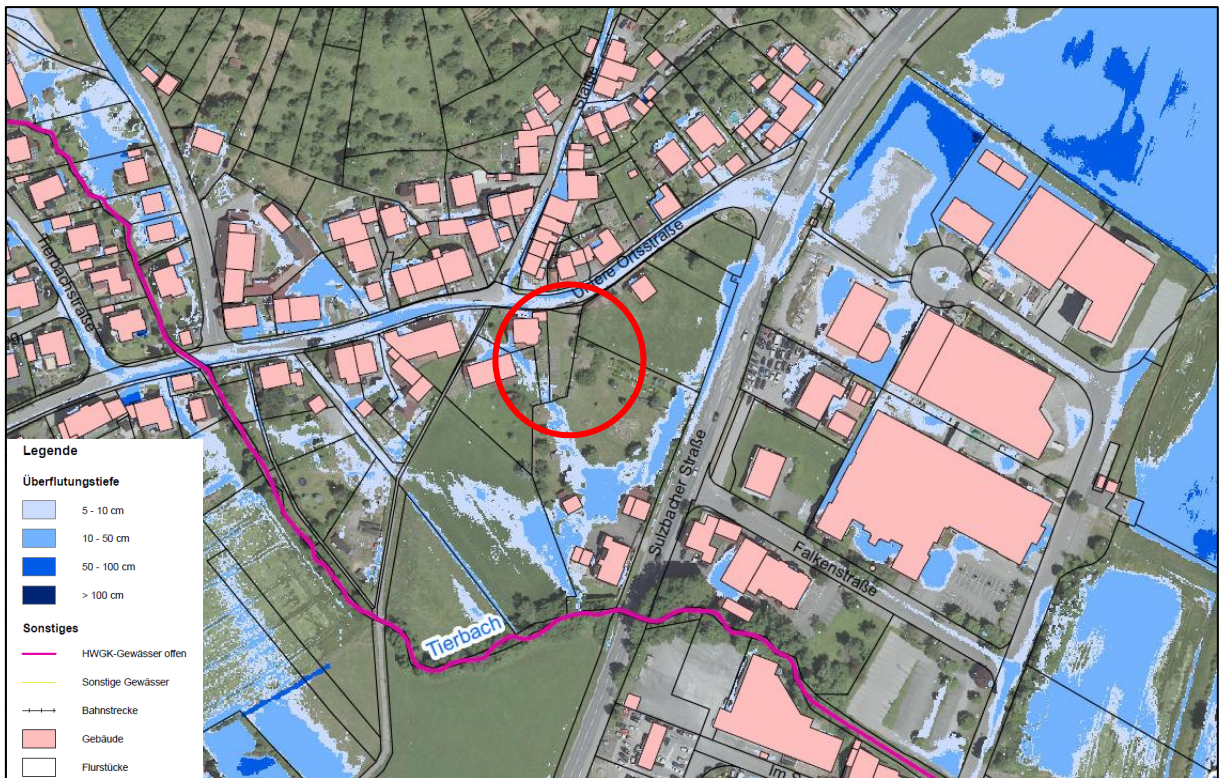 Staige
Untere Ortsstraße
Tierbachstraße
Sulzbacher Straße
Falkenstraße
Tierbach
Legende
Überflutungstiefe
5 - 10 cm
10 - 50 cm
50 - 100 cm
> 100 cm
Sonstiges
HWGK-Gewässer offen
Sonstige Gewässer
Bahnstrecke
Gebäude
Flurstücke